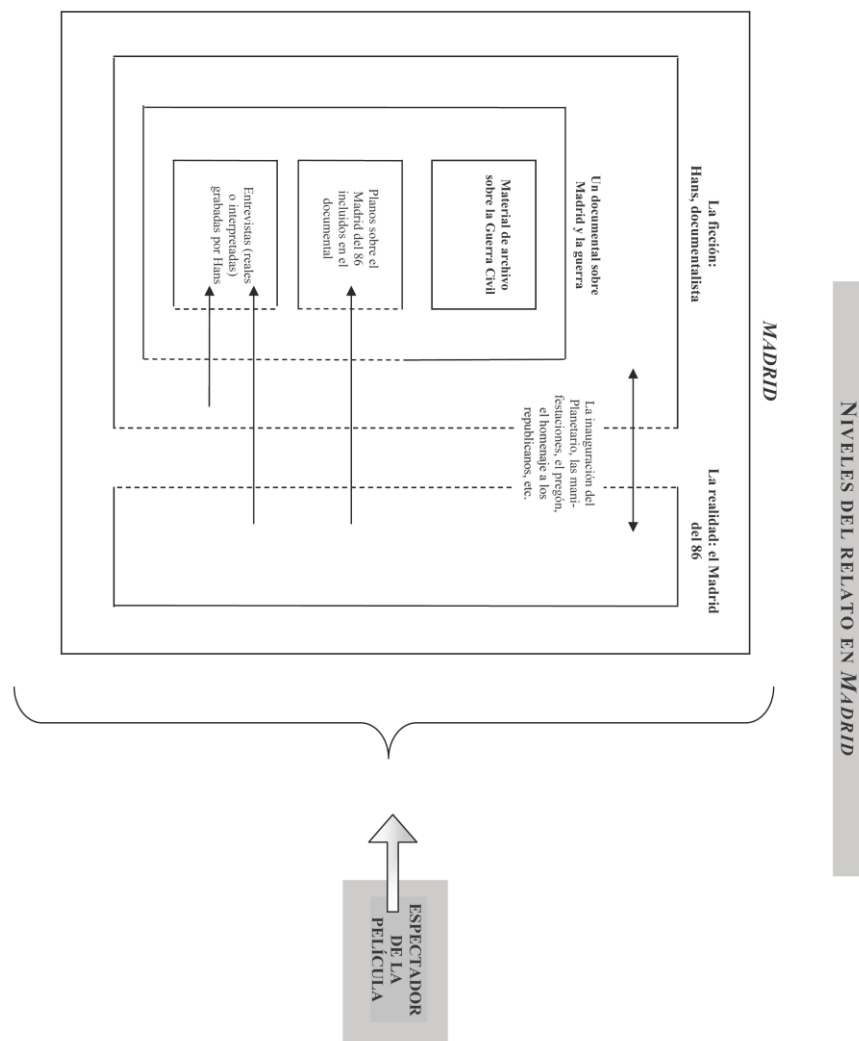 NIVELES DEL RELATO EN MADRID
MADRID
La ficción:
Hans, documentalista
Un documental sobre
Madrid y la guerra
Material de archivo
sobre la Guerra Civil
Planos sobre el
Madrid del 86
incluidos en el
documental
Entrevistas (reales
o interpretadas)
grabadas por Hans
La inauguración del
Planetario, las mani-
festaciones, el pregón,
el homenaje a los
republicanos, etc.
La realidad: el Madrid
del 86
ESPECTADOR
DE LA
PELÍCULA